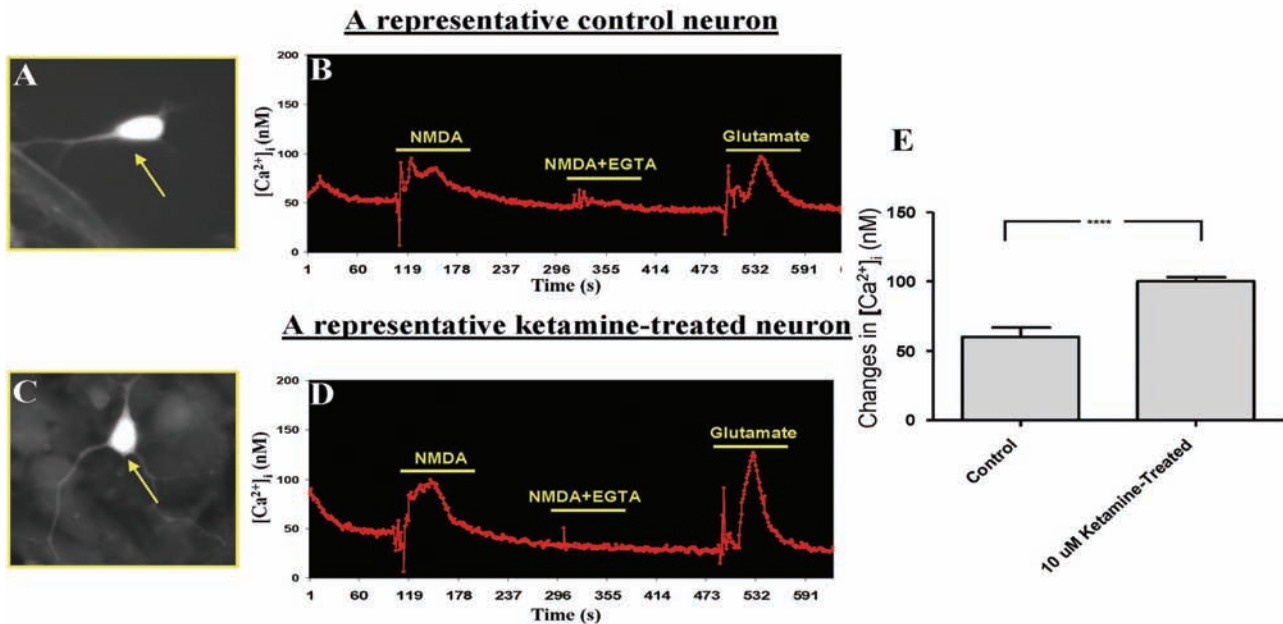 A representative control neuron
A
B
200
150
100
50
0
[Ca²⁺]ᵢ (nM)
NMDA
NMDA+EGTA
Glutamate
1 119 178 237 296 355 414 473 532 591
Time (s)
A representative ketamine-treated neuron
C
D
200
150
100
50
0
[Ca²⁺]ᵢ (nM)
NMDA
NMDA+EGTA
Glutamate
1 119 178 237 296 355 414 473 532 591
Time (s)
E
150
100
50
0
Changes in [Ca²⁺]ᵢ (nM)
****
Control
10 uM Ketamine-Treated